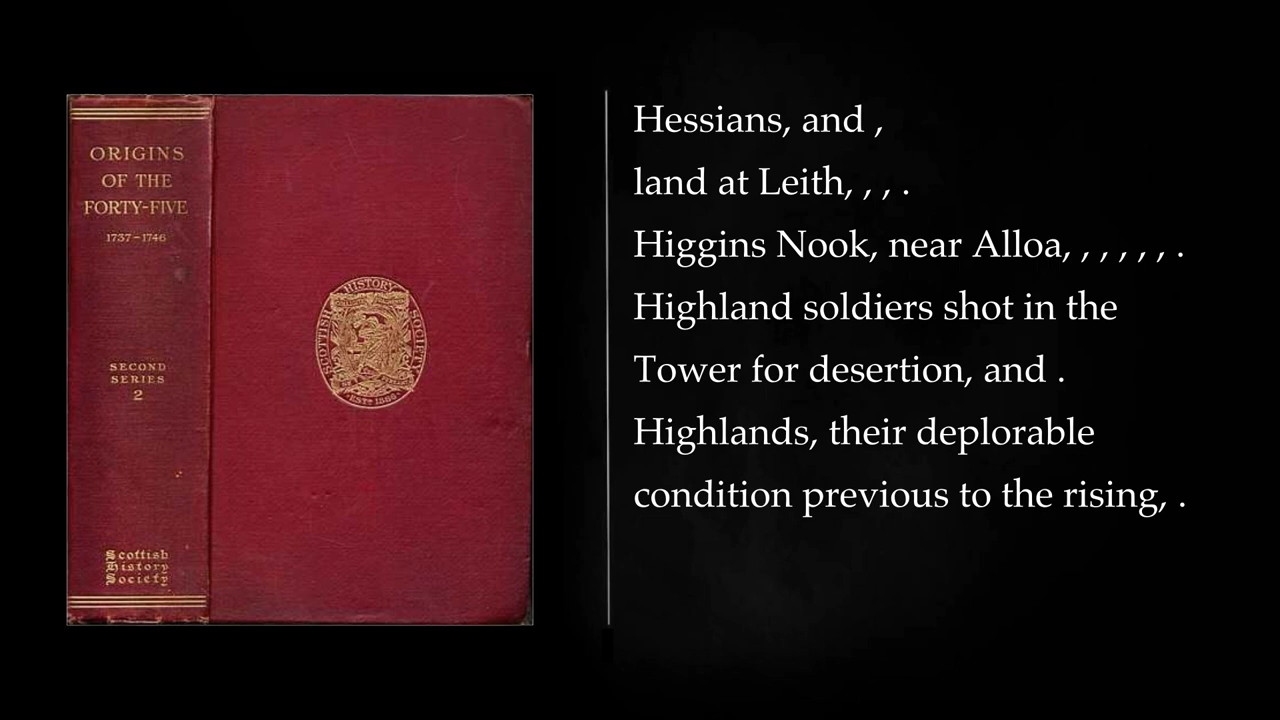 ORIGINS
OF THE
FORTY-FIVE
1737-1746
SECOND
SERIES
2
Scottish
History
Society
SCOTTISH HISTORY SOCIETY
Hessians, and ,
land at Leith, , , .
Higgins Nook, near Alloa, , , , , , .
Highland soldiers shot in the
Tower for desertion, and .
Highlands, their deplorable
condition previous to the rising, .